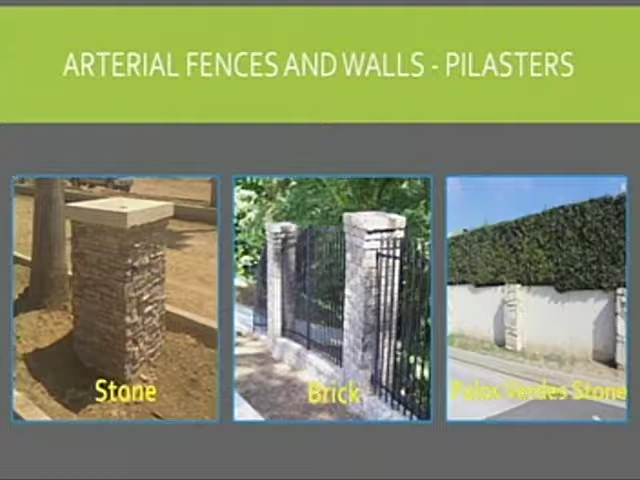 ARTERIAL FENCES AND WALLS - PILASTERS
Stone
Brick
Palos Verdes Stone